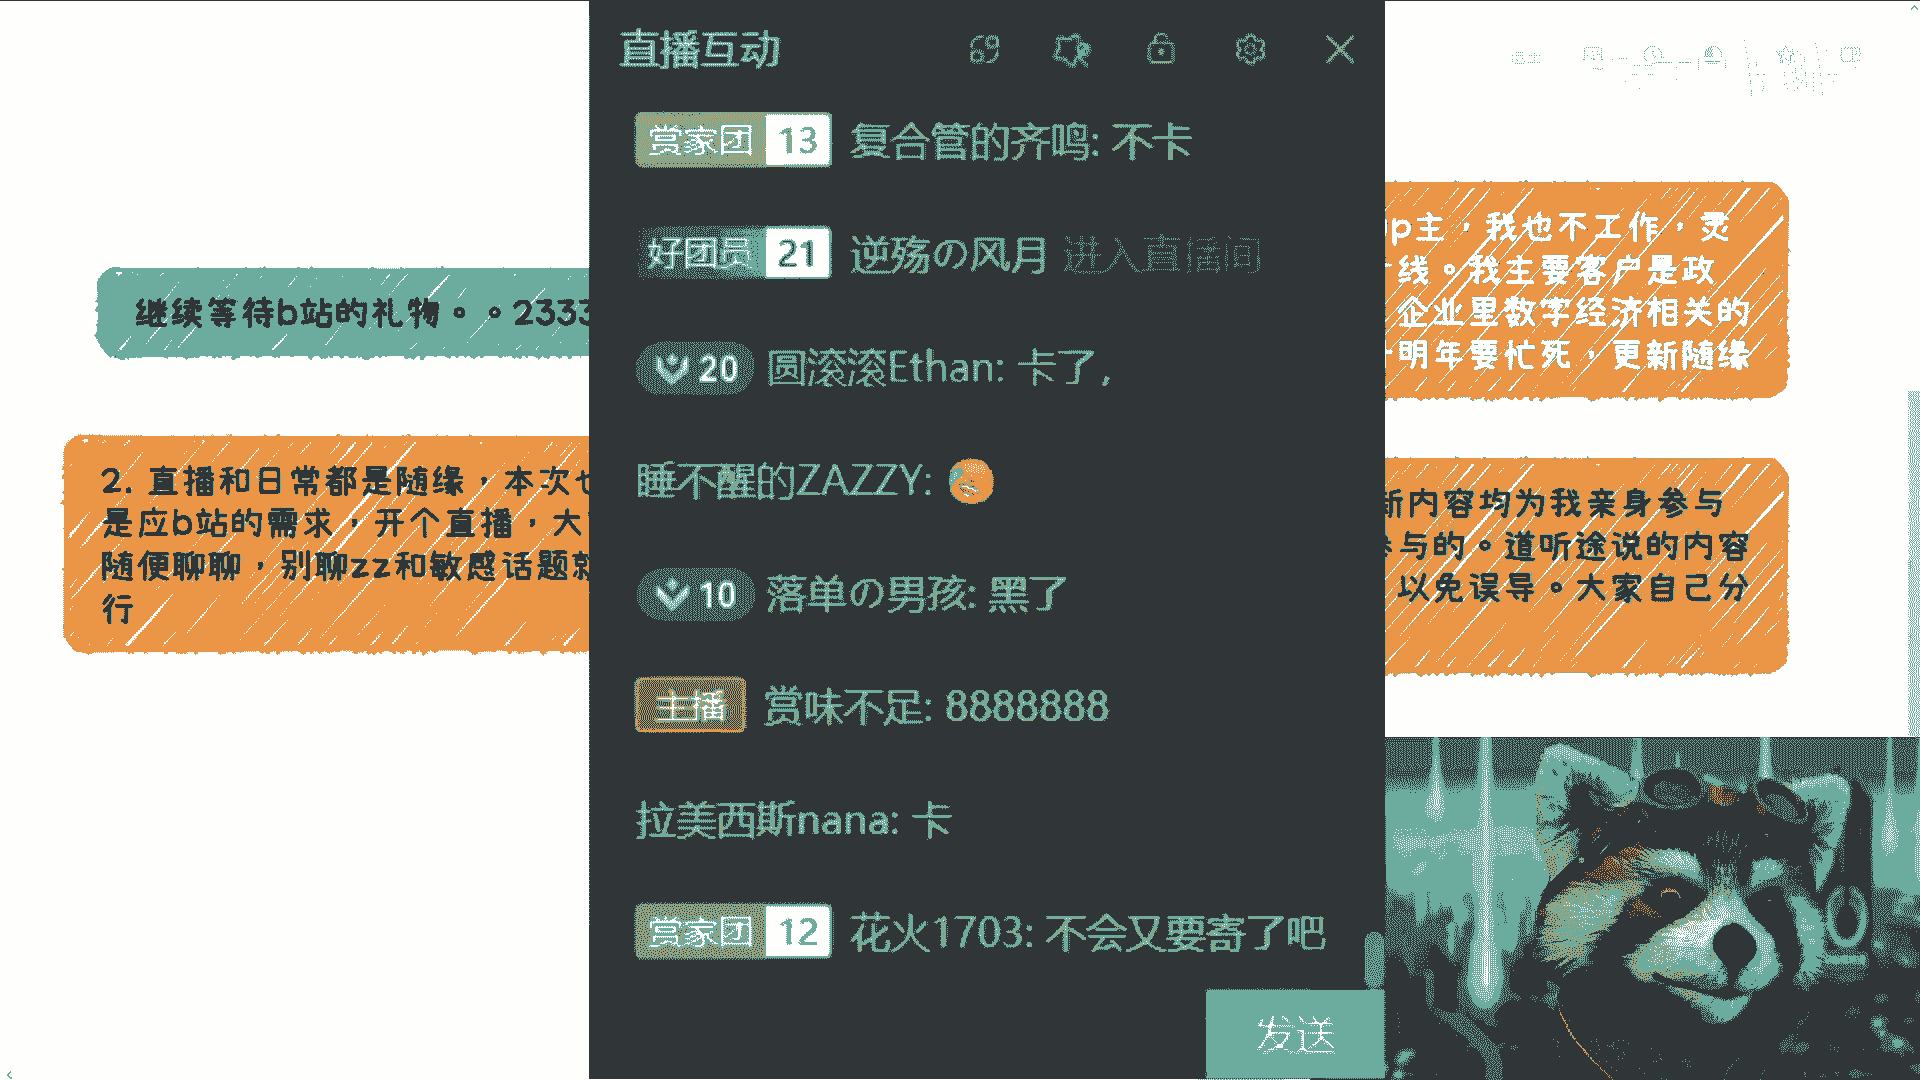 继续等待b站的礼物。。2333
2. 直播和日常都是随缘，本次也
是应b站的需求，开个直播，大
随便聊聊，别聊zz和敏感话题就
行
直播互动
69
赏家团 13 复合管的齐鸣: 不卡
好团员 21 逆殇の风月 进入直播间
20 圆滚滚Ethan: 卡了,
睡不醒的ZAZZY:
10 落单の男孩: 黑了
主播 赏味不足: 8888888
拉美西斯nana: 卡
赏家团 12 花火1703: 不会又要寄了吧
发送
up主，我也不工作，灵
线。我主要客户是政
企业里数字经济相关的
明年要忙死，更新随缘
新内容均为我亲身参与
参与的。道听途说的内容
以免误导。大家自己分